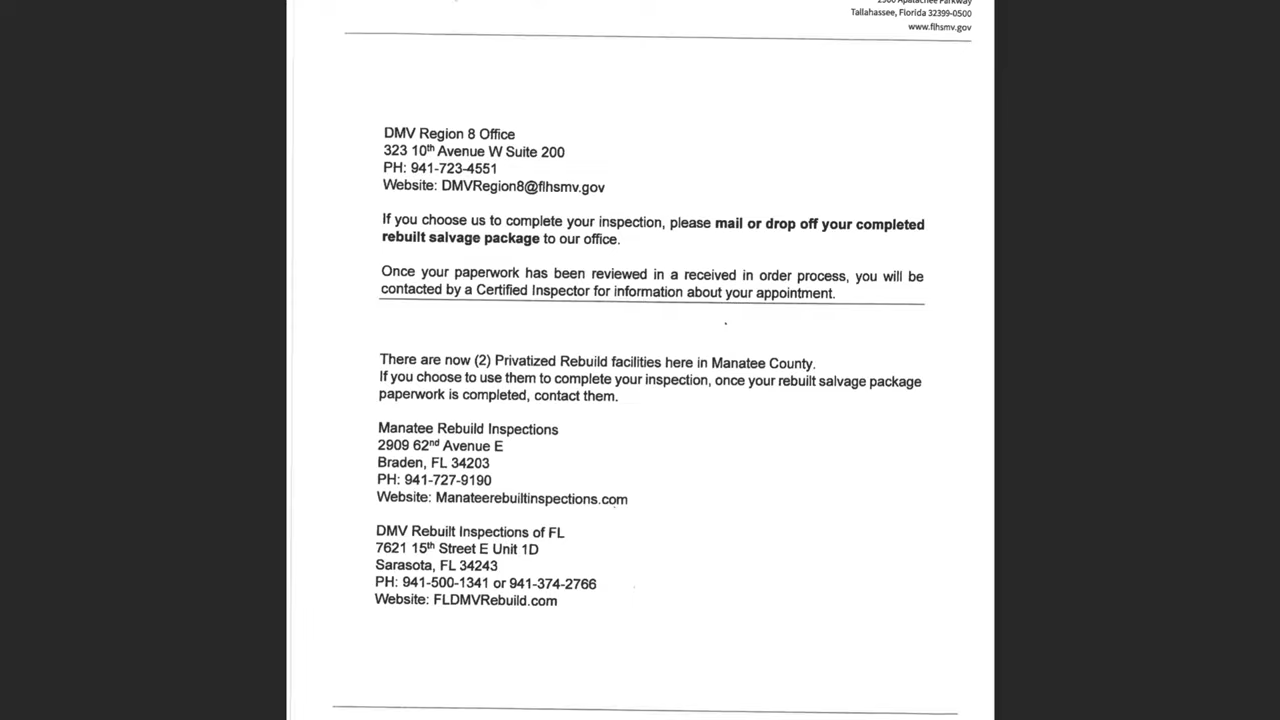 2900 Apalachee Parkway
Tallahassee, Florida 32399-0500
www.flhsmv.gov
DMV Region 8 Office
323 10th Avenue W Suite 200
PH: 941-723-4551
Website: DMVRegion8@flhsmv.gov
If you choose us to complete your inspection, please mail or drop off your completed
rebuilt salvage package to our office.
Once your paperwork has been reviewed in a received in order process, you will be
contacted by a Certified Inspector for information about your appointment.
There are now (2) Privatized Rebuild facilities here in Manatee County.
If you choose to use them to complete your inspection, once your rebuilt salvage package
paperwork is completed, contact them.
Manatee Rebuild Inspections
2909 62nd Avenue E
Braden, FL 34203
PH: 941-727-9190
Website: Manateerebuiltinspections.com
DMV Rebuilt Inspections of FL
7621 15th Street E Unit 1D
Sarasota, FL 34243
PH: 941-500-1341 or 941-374-2766
Website: FLDMVRebuild.com